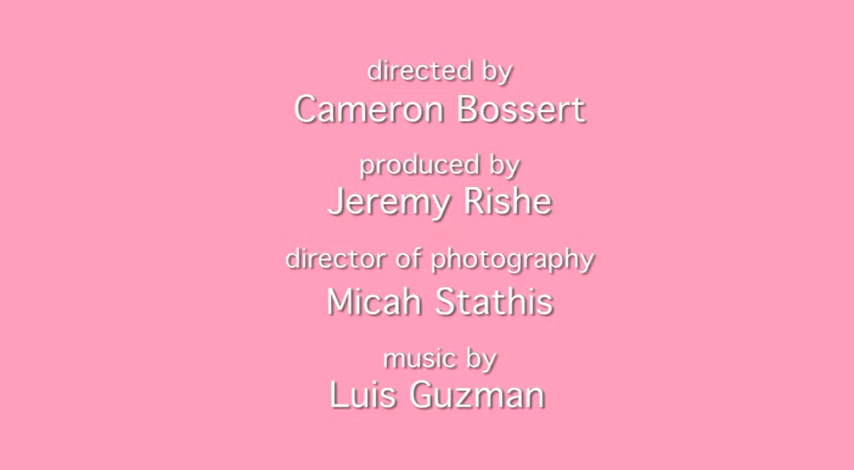 directed by
Cameron Bossert
produced by
Jeremy Rishe
director of photography
Micah Stathis
music by
Luis Guzman